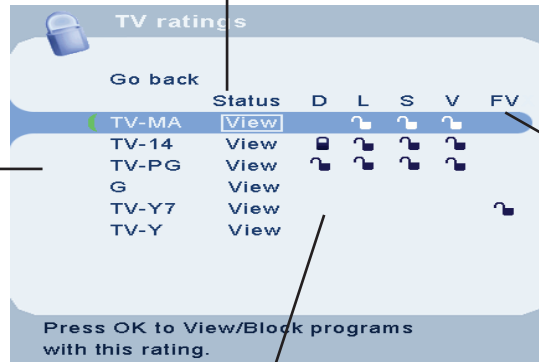 TV ratings
Go back
Status D L S V FV
TV-MA View
TV-14 View
TV-PG View
G View
TV-Y7 View
TV-Y View
Press OK to View/Block programs
with this rating.